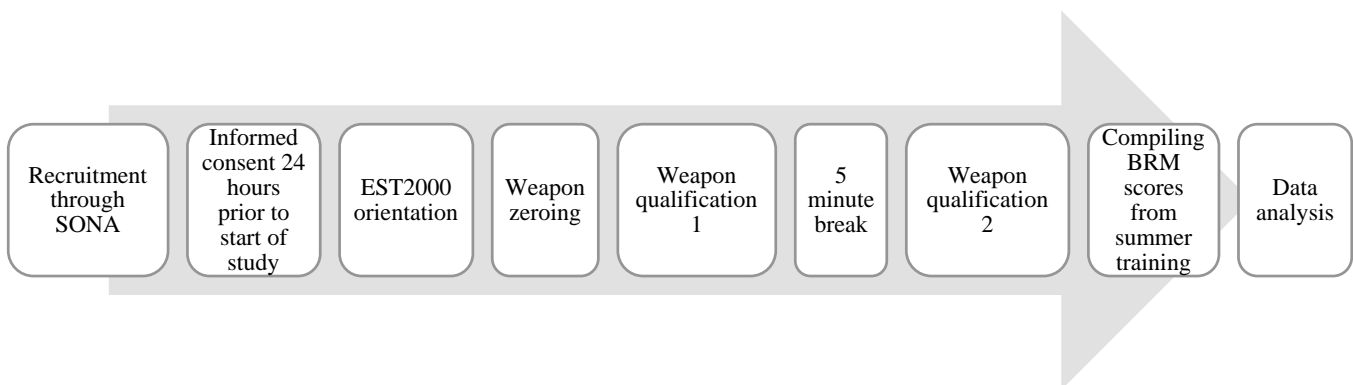 Recruitment
through
SONA
Informed
consent 24
hours
prior to
start of
study
EST2000
orientation
Weapon
zeroing
Weapon
qualification
1
5
minute
break
Weapon
qualification
2
Compiling
BRM
scores
from
summer
training
Data
analysis